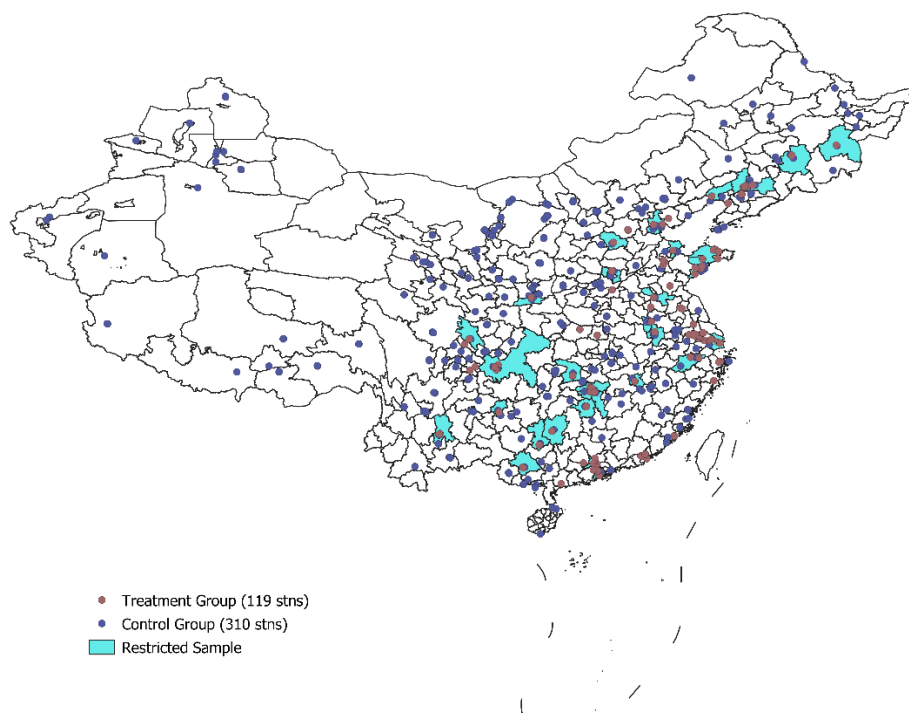 Treatment Group (119 stns)
Control Group (310 stns)
Restricted Sample